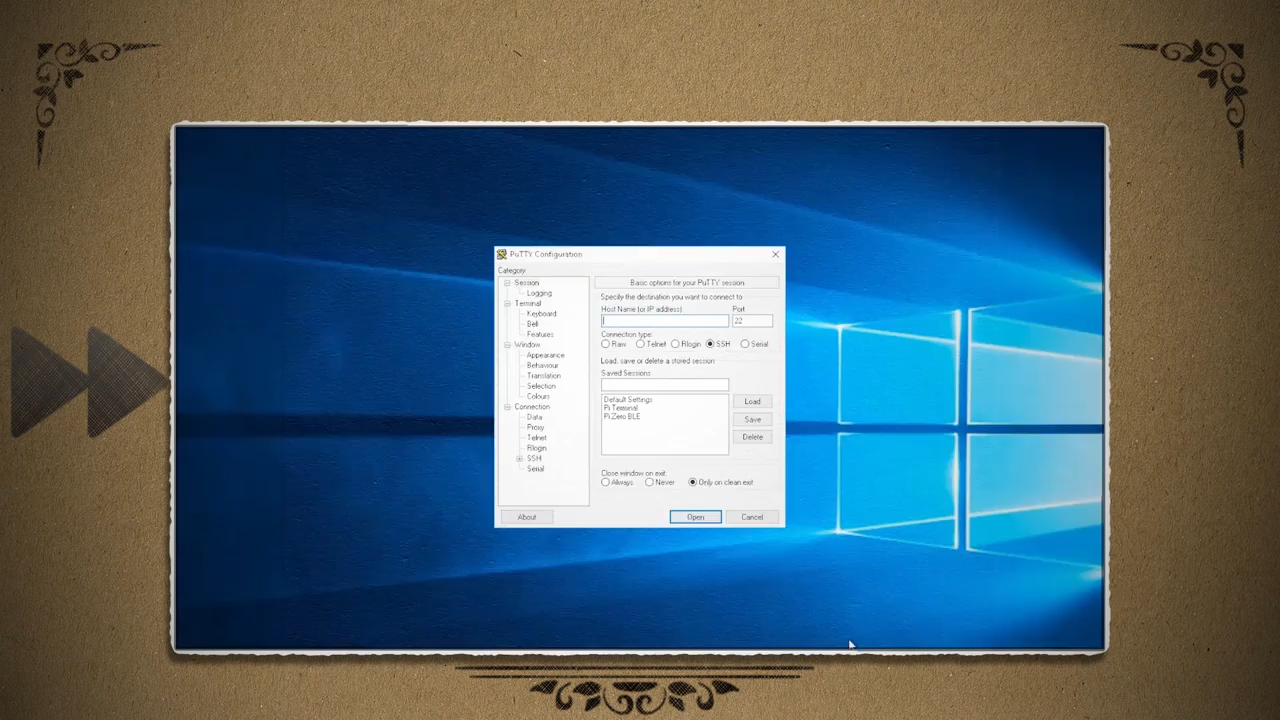 PuTTY Configuration
Category:
Session
Logging
Terminal
Keyboard
Bell
Features
Window
Appearance
Behaviour
Translation
Selection
Colours
Connection
Data
Proxy
Telnet
Rlogin
SSH
Serial
Basic options for your PuTTY session
Specify the destination you want to connect to
Host Name (or IP address) Port
22
Connection type:
Raw Telnet Rlogin SSH Serial
Load, save or delete a stored session
Saved Sessions
Default Settings
Pi Terminal
Pi Zero BLE
Load
Save
Delete
Close window on exit:
Always Never Only on clean exit
About Open Cancel